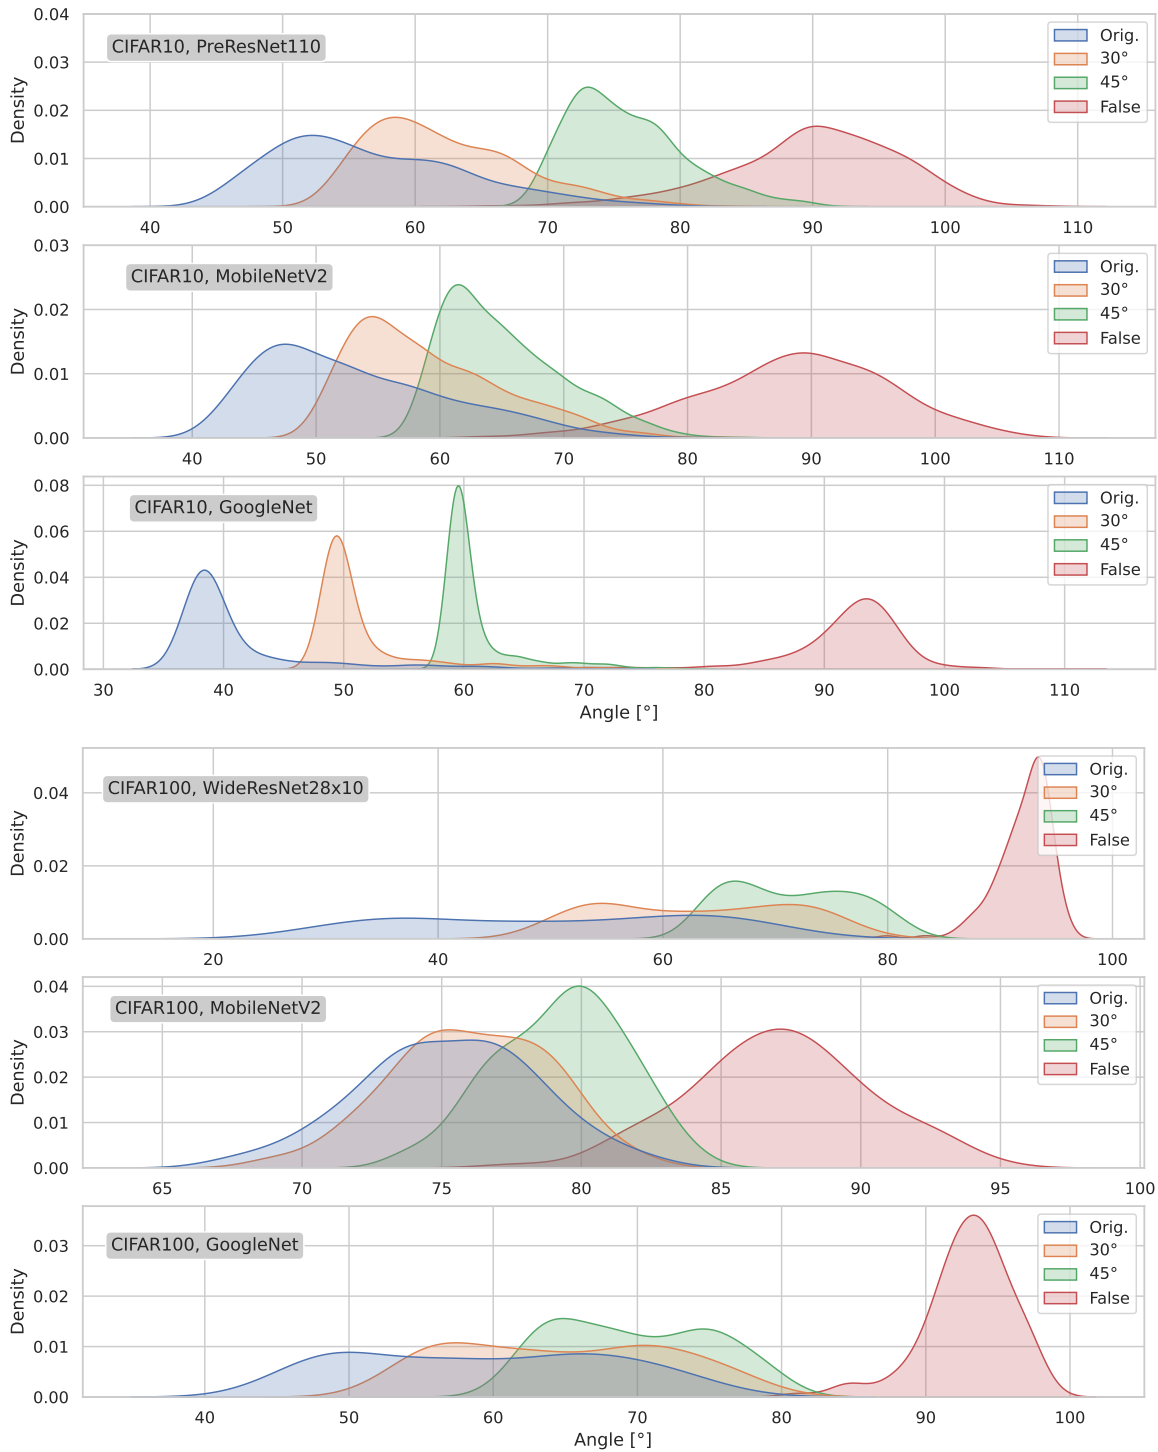 0.04
CIFAR10, PreResNet110
Orig.
30°
45°
False
0.03
0.02
0.01
0.00
Density
40 50 60 70 80 90 100 110
0.03
CIFAR10, MobileNetV2
Orig.
30°
45°
False
0.02
0.01
0.00
Density
40 50 60 70 80 90 100 110
0.08
CIFAR10, GoogleNet
Orig.
30°
45°
False
0.06
0.04
0.02
0.00
Density
30 40 50 60 70 80 90 100 110
Angle [°]
CIFAR100, WideResNet28x10
Orig.
30°
45°
False
0.04
0.02
0.00
Density
20 40 60 80 100
0.04
CIFAR100, MobileNetV2
Orig.
30°
45°
False
0.03
0.02
0.01
0.00
Density
65 70 75 80 85 90 95 100
CIFAR100, GoogleNet
Orig.
30°
45°
False
0.03
0.02
0.01
0.00
Density
40 50 60 70 80 90 100
Angle [°]